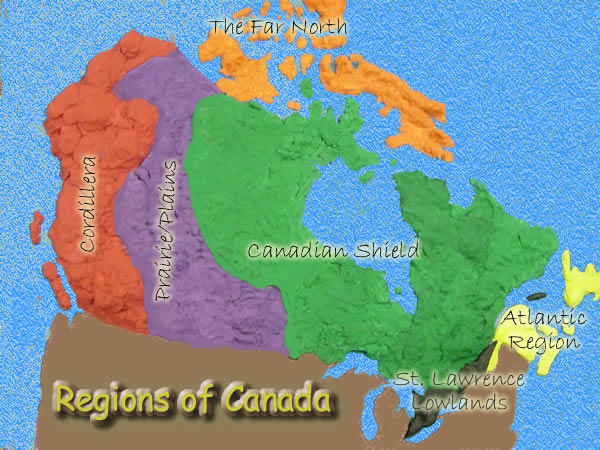 The Far North
Cordillera
Prairie/Plains
Canadian Shield
Atlantic
Region
St. Lawrence
Lowlands
Regions of Canada